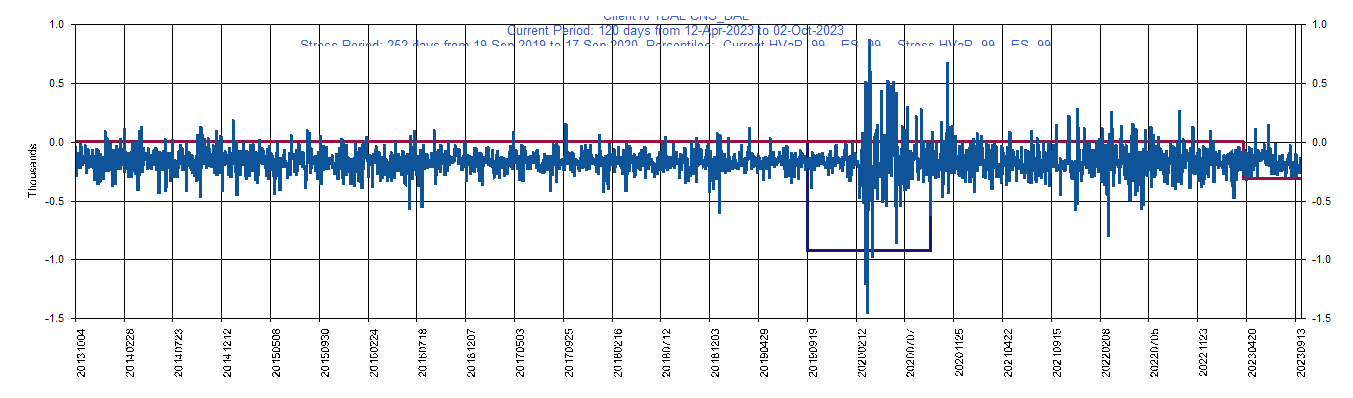 CNS_DAL
Current Period: 120 days from 12-Apr-2023 to 02-Oct-2023
Stress Period: 252 days from 19-Sep-2019 to 17-Sep-2020 Percentiles: Current HVaR 99 ES 99 Stress HVaR 99 ES 99
1.0 1.0
0.5 0.5
0.0 0.0
-0.5 -0.5
-1.0 -1.0
-1.5 -1.5
Thousands
20131004 20140228 20140723 20141212 20150508 20150930 20160224 20160718 20161207 20170503 20170925 20180216 20180712 20181203 20190429 20190919 20200212 20200707 20201125 20210422 20210915 20220208 20220705 20221123 20230420 20230913